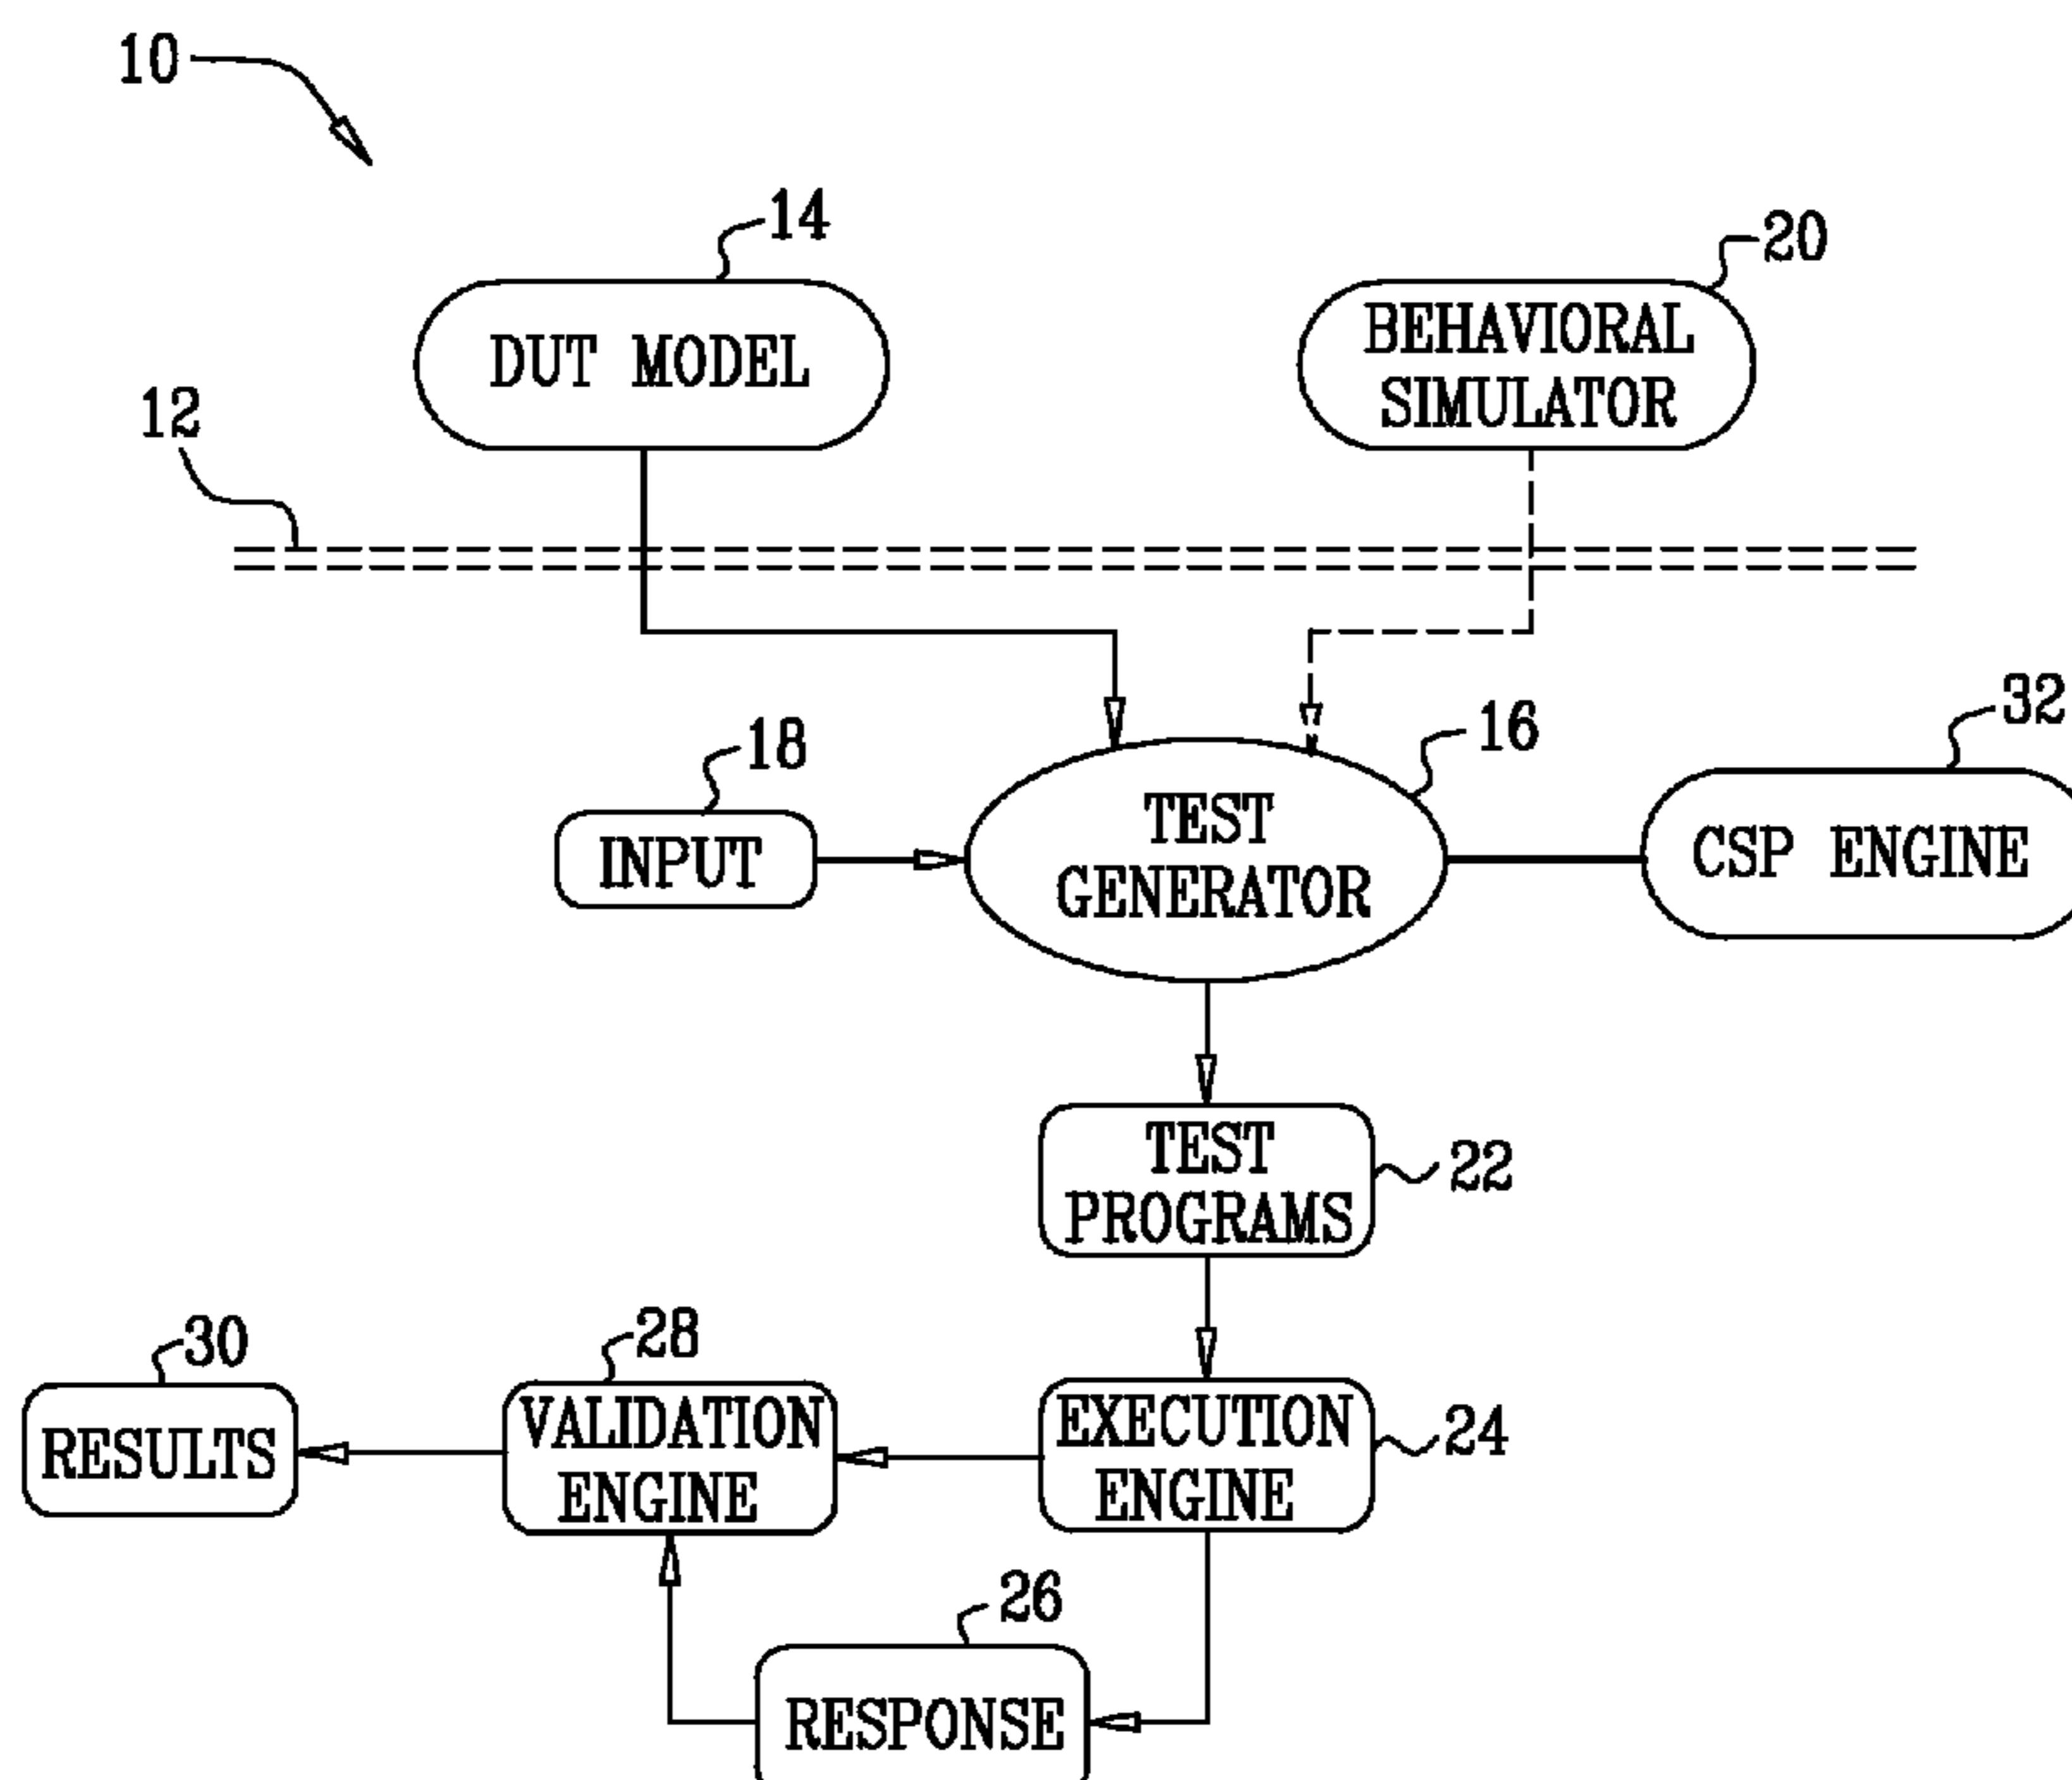 10
14
20
DUT MODEL
BEHAVIORAL
SIMULATOR
12
32
16
18
TEST
GENERATOR
INPUT
CSP ENGINE
TEST
PROGRAMS
22
30
28
RESULTS
VALIDATION
ENGINE
EXECUTION
ENGINE
24
26
RESPONSE